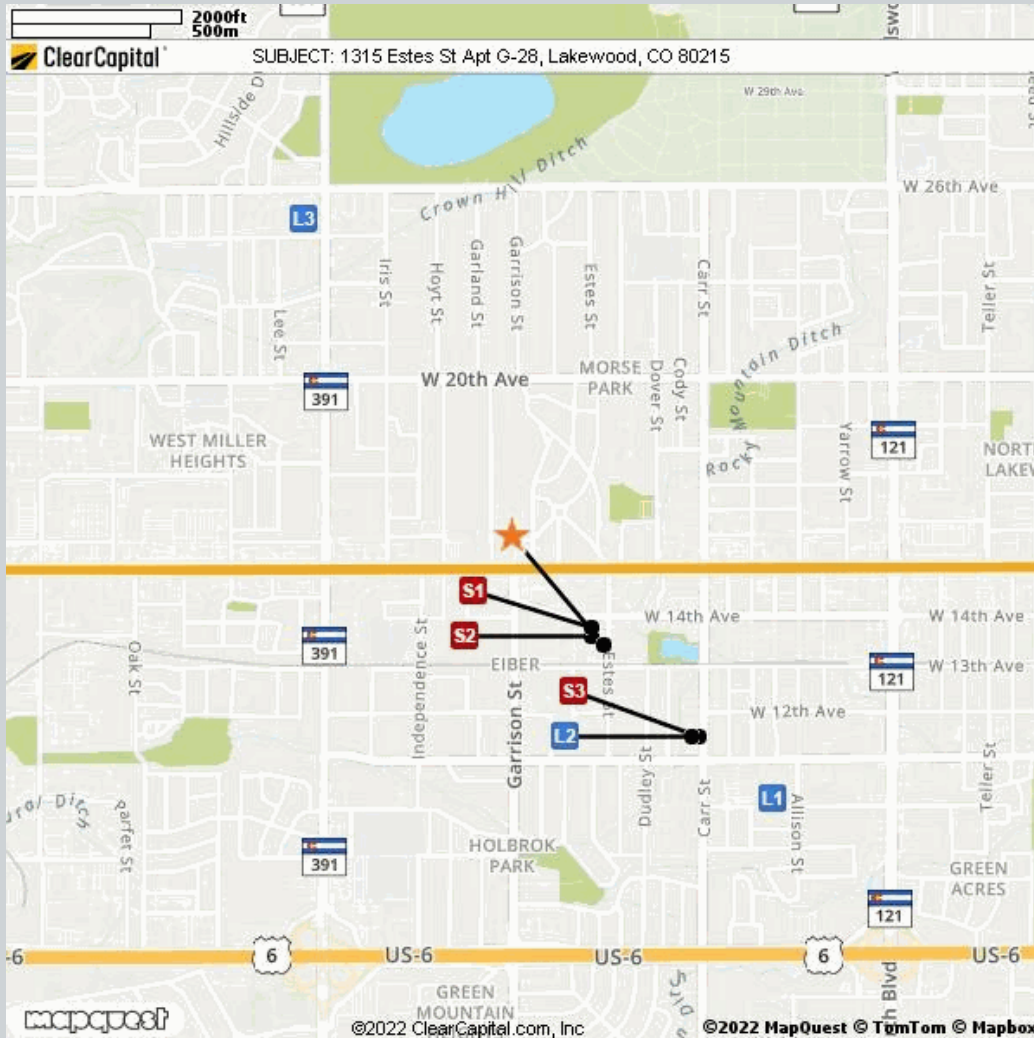 2000ft
500m
ClearCapital
SUBJECT: 1315 Estes St Apt G-28, Lakewood, CO 80215
W 29th Ave
Crown Hill Ditch
W 26th Ave
L3
Iris St
Hoyt St
Garland St
Garrison St
Estes St
Carr St
Teller St
Lee St
Rocky Mountain Ditch
MORSE
PARK
Dover St
Cody St
W 20th Ave
391
121
WEST MILLER
HEIGHTS
Yarrow St
S1
W 14th Ave
W 14th Ave
S2
391
Oak St
Independence St
EIBER
Estes St
W 13th Ave
121
S3
Garrison St
W 12th Ave
L2
Dudley St
Carr St
Teller St
L1
Allison St
Parfet St
391
HOLBROK
PARK
GREEN
ACRES
121
-6
6
US-6
US-6
6
US-6
GREEN
MOUNTAIN
mapquest
©2022 ClearCapital.com, Inc
©2022 MapQuest © TomTom © Mapbox